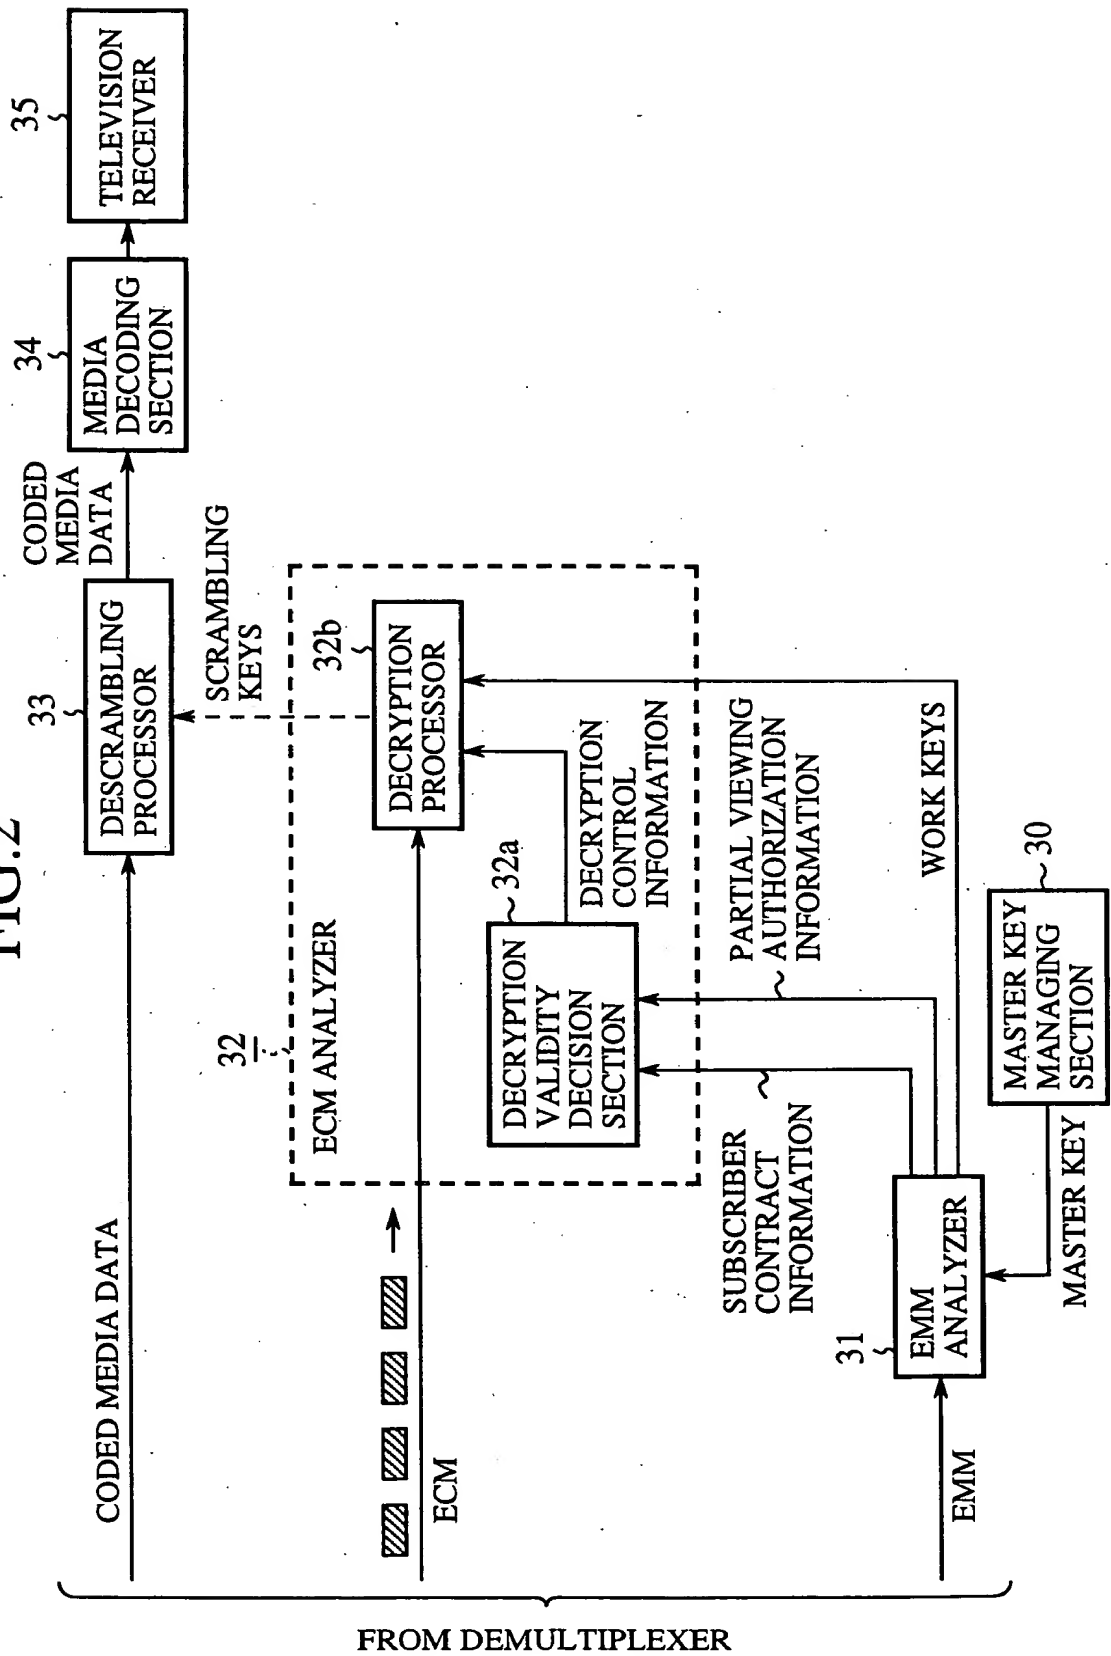 FIG.2
CODED MEDIA DATA
33
DESCRAMBLING
PROCESSOR
CODED
MEDIA
DATA
34
MEDIA
DECODING
SECTION
35
TELEVISION
RECEIVER
SCRAMBLING
KEYS
32
ECM ANALYZER
32b
DECRYPTION
PROCESSOR
ECM
32a
DECRYPTION
VALIDITY
DECISION
SECTION
DECRYPTION
CONTROL
INFORMATION
SUBSCRIBER
CONTRACT
INFORMATION
PARTIAL VIEWING
AUTHORIZATION
INFORMATION
WORK KEYS
31
EMM
ANALYZER
EMM
30
MASTER KEY
MANAGING
SECTION
MASTER KEY
FROM DEMULTIPLEXER